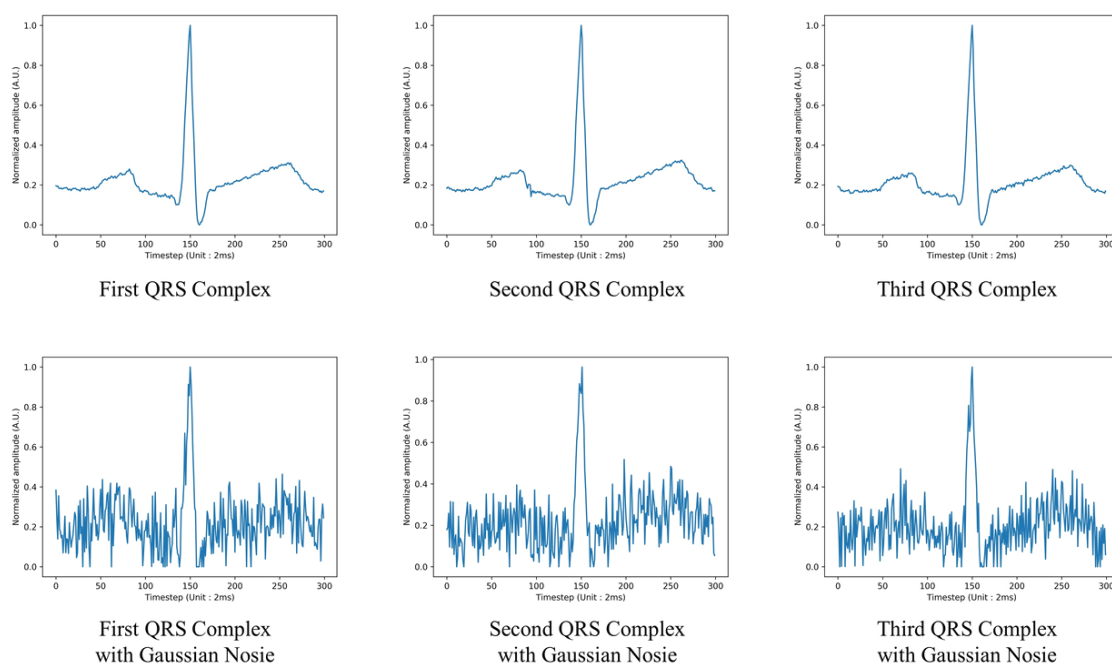 1.0
0.8
0.6
0.4
0.2
0.0
Normalized amplitude (A.U.)
0 50 100 150 200 250 300
Timestep (Unit : 2ms)
First QRS Complex
1.0
0.8
0.6
0.4
0.2
0.0
Normalized amplitude (A.U.)
0 50 100 150 200 250 300
Timestep (Unit : 2ms)
Second QRS Complex
1.0
0.8
0.6
0.4
0.2
0.0
Normalized amplitude (A.U.)
0 50 100 150 200 250 300
Timestep (Unit : 2ms)
Third QRS Complex
1.0
0.8
0.6
0.4
0.2
0.0
Normalized amplitude (A.U.)
0 50 100 150 200 250 300
Timestep (Unit : 2ms)
First QRS Complex
with Gaussian Nosie
1.0
0.8
0.6
0.4
0.2
0.0
Normalized amplitude (A.U.)
0 50 100 150 200 250 300
Timestep (Unit : 2ms)
Second QRS Complex
with Gaussian Nosie
1.0
0.8
0.6
0.4
0.2
0.0
Normalized amplitude (A.U.)
0 50 100 150 200 250 300
Timestep (Unit : 2ms)
Third QRS Complex
with Gaussian Nosie